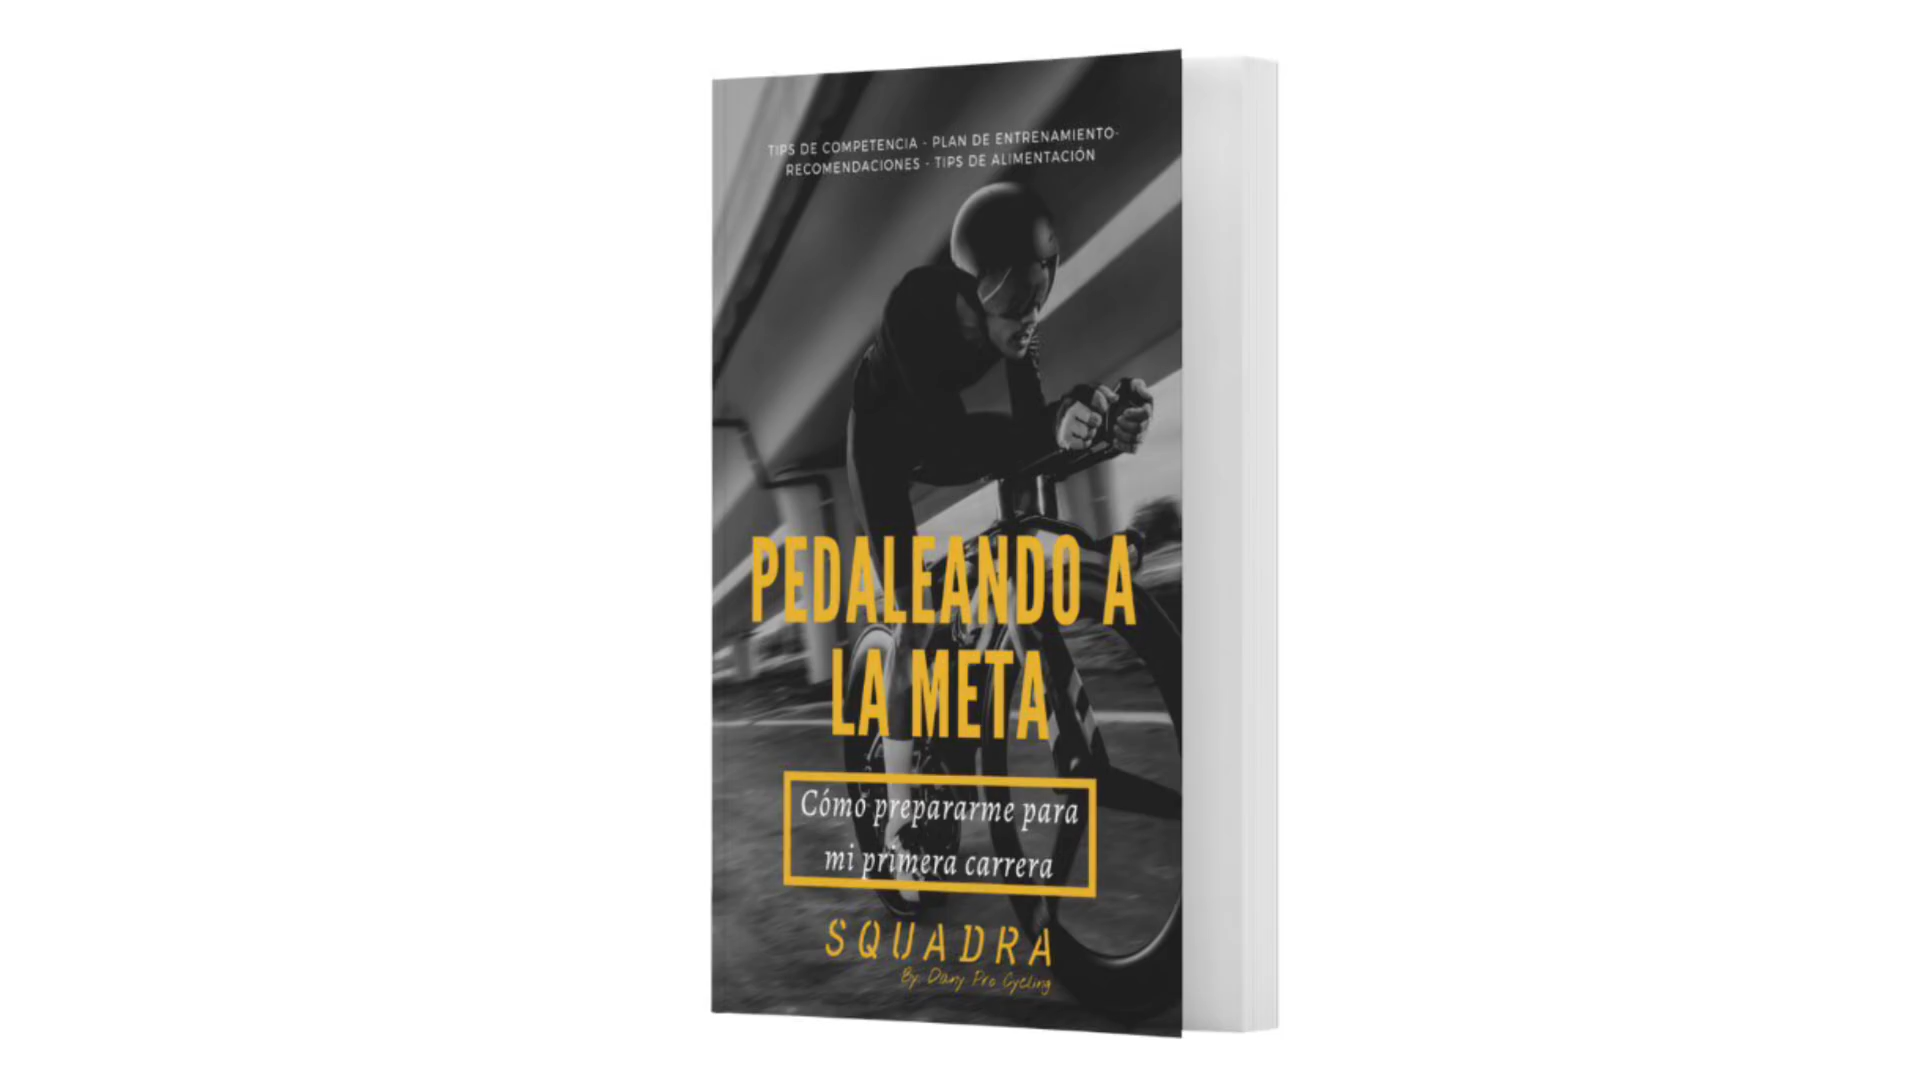 TIPS DE COMPETENCIA - PLAN DE ENTRENAMIENTO-
RECOMENDACIONES - TIPS DE ALIMENTACIÓN
PEDALEANDO A
LA META
Cómo prepararme para
mi primera carrera
SQUADRA
By: Dany Pro Cycling